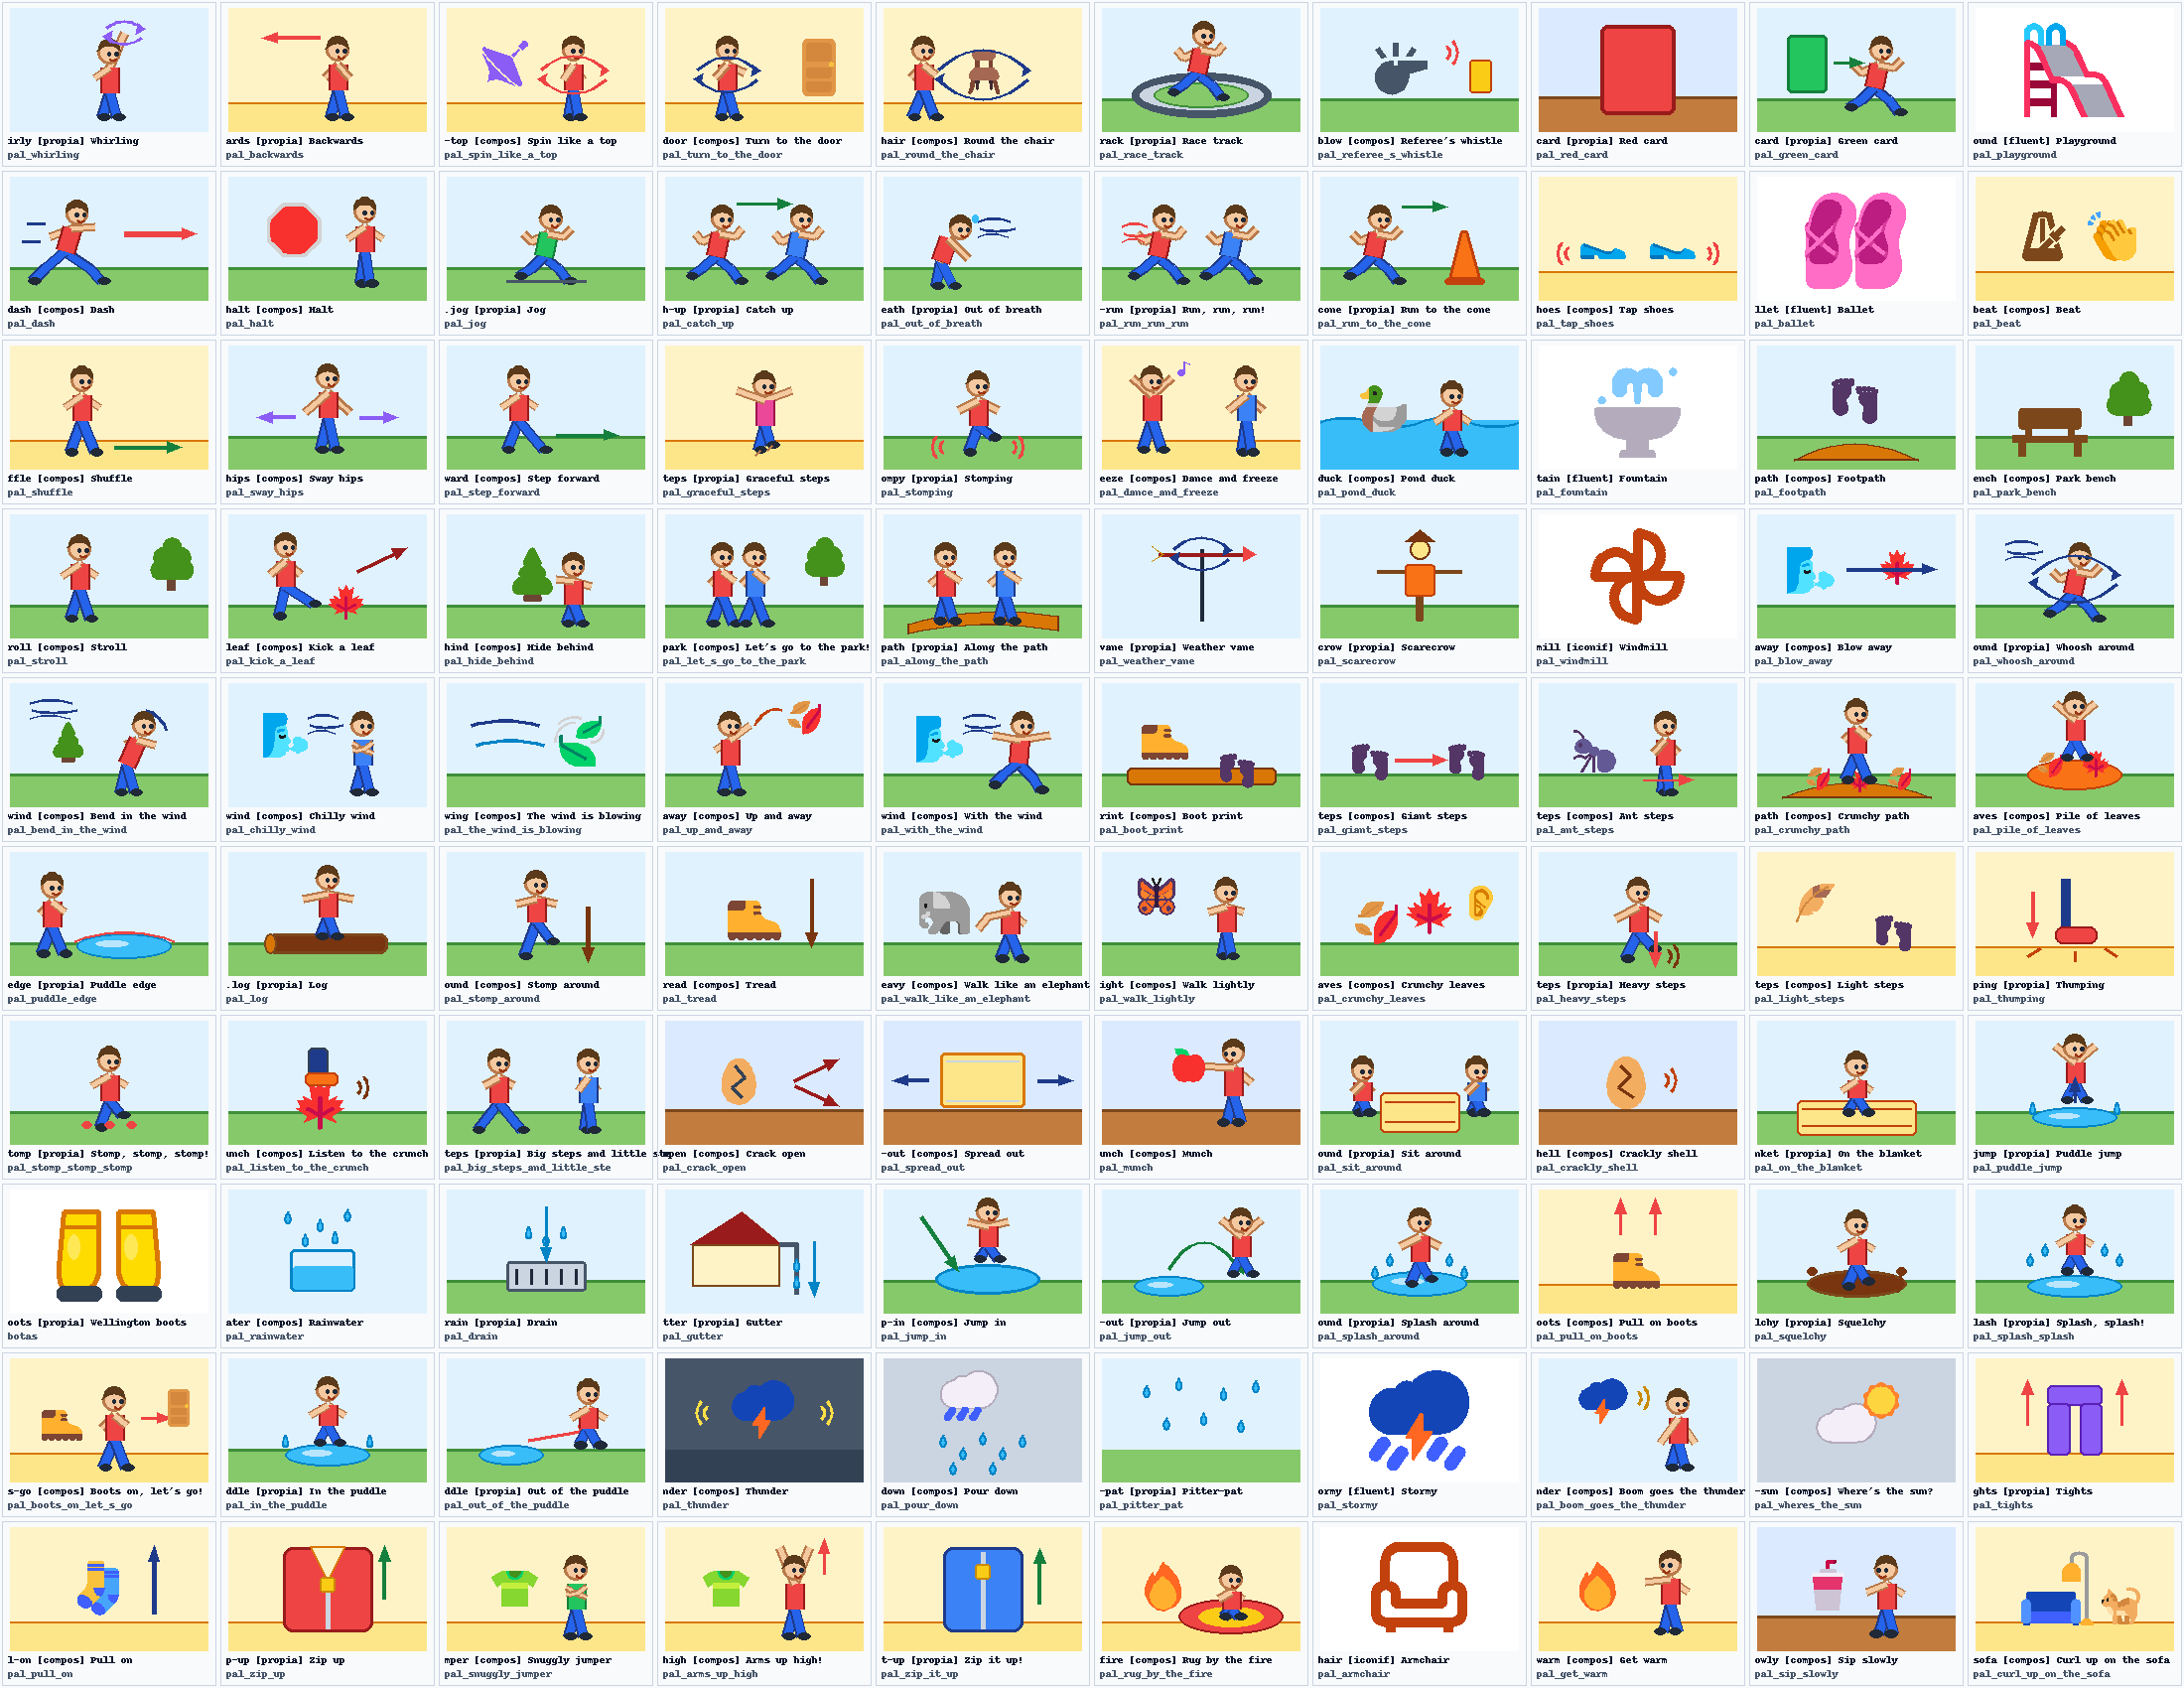 irly [propia] Whirling
pal_whirling
ards [propia] Backwards
pal_backwards
-top [compos] Spin like a top
pal_spin_like_a_top
door [compos] Turn to the door
pal_turn_to_the_door
hair [compos] Round the chair
pal_round_the_chair
rack [propia] Race track
pal_race_track
blow [compos] Referee's whistle
pal_referee_s_whistle
card [propia] Red card
pal_red_card
card [propia] Green card
pal_green_card
ound [fluent] Playground
pal_playground
dash [compos] Dash
pal_dash
halt [compos] Halt
pal_halt
.jog [propia] Jog
pal_jog
h-up [propia] Catch up
pal_catch_up
eath [propia] Out of breath
pal_out_of_breath
-run [propia] Run, run, run!
pal_run_run_run
cone [propia] Run to the cone
pal_run_to_the_cone
hoes [compos] Tap shoes
pal_tap_shoes
llet [fluent] Ballet
pal_ballet
beat [compos] Beat
pal_beat
ffle [compos] Shuffle
pal_shuffle
hips [compos] Sway hips
pal_sway_hips
ward [compos] Step forward
pal_step_forward
teps [propia] Graceful steps
pal_graceful_steps
ompy [propia] Stomping
pal_stomping
eeze [compos] Dance and freeze
pal_dance_and_freeze
duck [compos] Pond duck
pal_pond_duck
tain [fluent] Fountain
pal_fountain
path [compos] Footpath
pal_footpath
ench [compos] Park bench
pal_park_bench
roll [compos] Stroll
pal_stroll
leaf [compos] Kick a leaf
pal_kick_a_leaf
hind [compos] Hide behind
pal_hide_behind
park [compos] Let's go to the park!
pal_let_s_go_to_the_park
path [propia] Along the path
pal_along_the_path
vane [propia] Weather vane
pal_weather_vane
crow [propia] Scarecrow
pal_scarecrow
mill [iconif] Windmill
pal_windmill
away [compos] Blow away
pal_blow_away
ound [propia] Whoosh around
pal_whoosh_around
wind [compos] Bend in the wind
pal_bend_in_the_wind
wind [compos] Chilly wind
pal_chilly_wind
wing [compos] The wind is blowing
pal_the_wind_is_blowing
away [compos] Up and away
pal_up_and_away
wind [compos] With the wind
pal_with_the_wind
rint [compos] Boot print
pal_boot_print
teps [compos] Giant steps
pal_giant_steps
teps [compos] Ant steps
pal_ant_steps
path [compos] Crunchy path
pal_crunchy_path
aves [compos] Pile of leaves
pal_pile_of_leaves
edge [propia] Puddle edge
pal_puddle_edge
.log [propia] Log
pal_log
ound [compos] Stomp around
pal_stomp_around
read [compos] Tread
pal_tread
eavy [compos] Walk like an elephant
pal_walk_like_an_elephant
ight [compos] Walk lightly
pal_walk_lightly
aves [compos] Crunchy leaves
pal_crunchy_leaves
teps [propia] Heavy steps
pal_heavy_steps
teps [compos] Light steps
pal_light_steps
ping [propia] Thumping
pal_thumping
tomp [propia] Stomp, stomp, stomp!
pal_stomp_stomp_stomp
unch [compos] Listen to the crunch
pal_listen_to_the_crunch
teps [propia] Big steps and little
pal_big_steps_and_little_ste
open [compos] Crack open
pal_crack_open
-out [compos] Spread out
pal_spread_out
unch [compos] Munch
pal_munch
ound [propia] Sit around
pal_sit_around
hell [compos] Crackly shell
pal_crackly_shell
nket [propia] On the blanket
pal_on_the_blanket
jump [propia] Puddle jump
pal_puddle_jump
oots [propia] Wellington boots
botas
ater [compos] Rainwater
pal_rainwater
rain [propia] Drain
pal_drain
tter [propia] Gutter
pal_gutter
p-in [compos] Jump in
pal_jump_in
-out [propia] Jump out
pal_jump_out
ound [propia] Splash around
pal_splash_around
oots [compos] Pull on boots
pal_pull_on_boots
lchy [propia] Squelchy
pal_squelchy
lash [propia] Splash, splash!
pal_splash_splash
s-go [compos] Boots on, let's go!
pal_boots_on_let_s_go
ddle [propia] In the puddle
pal_in_the_puddle
ddle [propia] Out of the puddle
pal_out_of_the_puddle
nder [compos] Thunder
pal_thunder
down [compos] Pour down
pal_pour_down
-pat [propia] Pitter-pat
pal_pitter_pat
ormy [fluent] Stormy
pal_stormy
nder [compos] Boom goes the thunder
pal_boom_goes_the_thunder
-sun [compos] Where's the sun?
pal_wheres_the_sun
ghts [propia] Tights
pal_tights
l-on [compos] Pull on
pal_pull_on
p-up [propia] Zip up
pal_zip_up
mper [compos] Snuggly jumper
pal_snuggly_jumper
high [compos] Arms up high!
pal_arms_up_high
t-up [propia] Zip it up!
pal_zip_it_up
fire [compos] Rug by the fire
pal_rug_by_the_fire
hair [iconif] Armchair
pal_armchair
warm [compos] Get warm
pal_get_warm
owly [compos] Sip slowly
pal_sip_slowly
sofa [compos] Curl up on the sofa
pal_curl_up_on_the_sofa